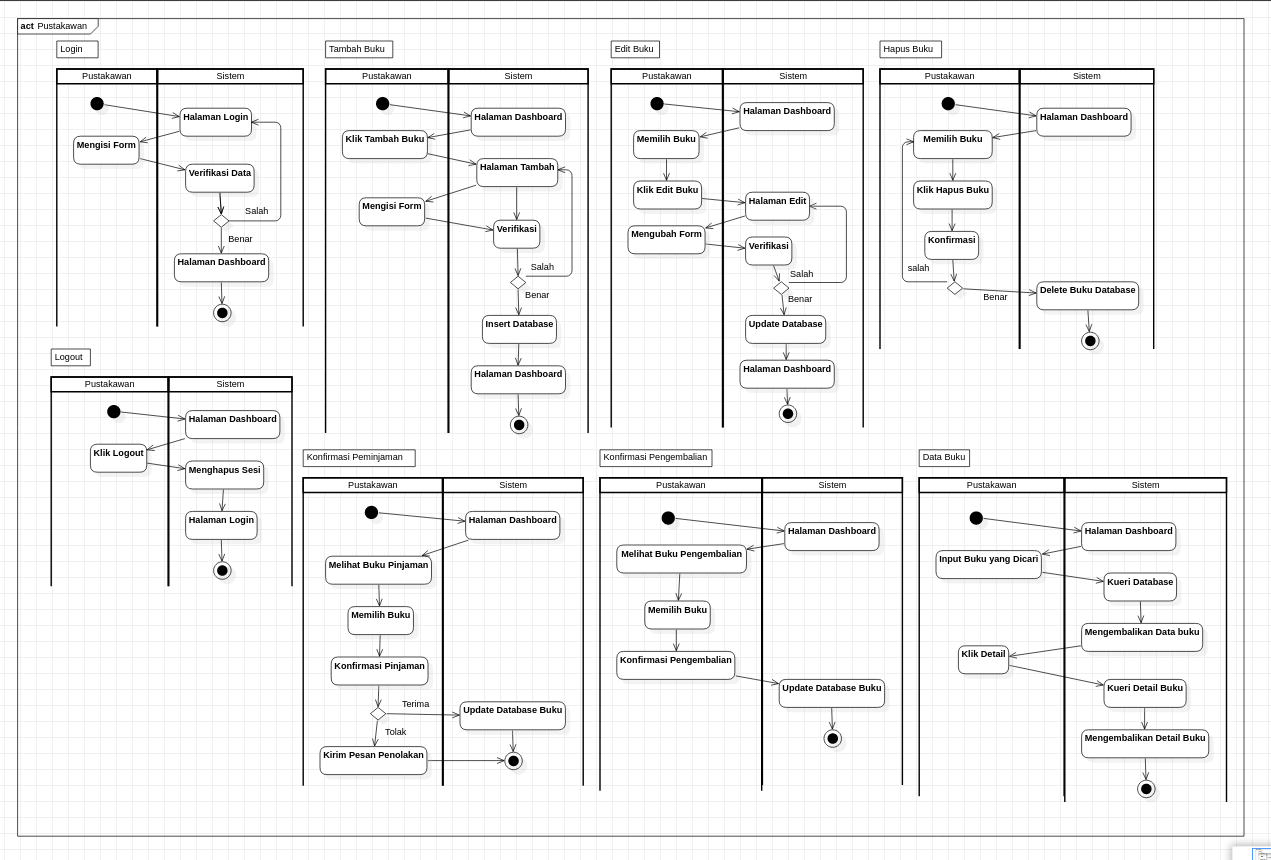 act Pustakawan
Login
Pustakawan
Sistem
Halaman Login
Mengisi Form
Verifikasi Data
Salah
Benar
Halaman Dashboard
Tambah Buku
Pustakawan
Sistem
Halaman Dashboard
Klik Tambah Buku
Halaman Tambah
Mengisi Form
Verifikasi
Salah
Benar
Insert Database
Halaman Dashboard
Edit Buku
Pustakawan
Sistem
Halaman Dashboard
Memilih Buku
Klik Edit Buku
Halaman Edit
Mengubah Form
Verifikasi
Salah
Benar
Update Database
Halaman Dashboard
Hapus Buku
Pustakawan
Sistem
Halaman Dashboard
Memilih Buku
Klik Hapus Buku
Konfirmasi
salah
Benar
Delete Buku Database
Logout
Pustakawan
Sistem
Halaman Dashboard
Klik Logout
Menghapus Sesi
Halaman Login
Konfirmasi Peminjaman
Pustakawan
Sistem
Halaman Dashboard
Melihat Buku Pinjaman
Memilih Buku
Konfirmasi Pinjaman
Terima
Update Database Buku
Tolak
Kirim Pesan Penolakan
Konfirmasi Pengembalian
Pustakawan
Sistem
Halaman Dashboard
Melihat Buku Pengembalian
Memilih Buku
Konfirmasi Pengembalian
Update Database Buku
Data Buku
Pustakawan
Sistem
Halaman Dashboard
Input Buku yang Dicari
Kueri Database
Mengembalikan Data buku
Klik Detail
Kueri Detail Buku
Mengembalikan Detail Buku